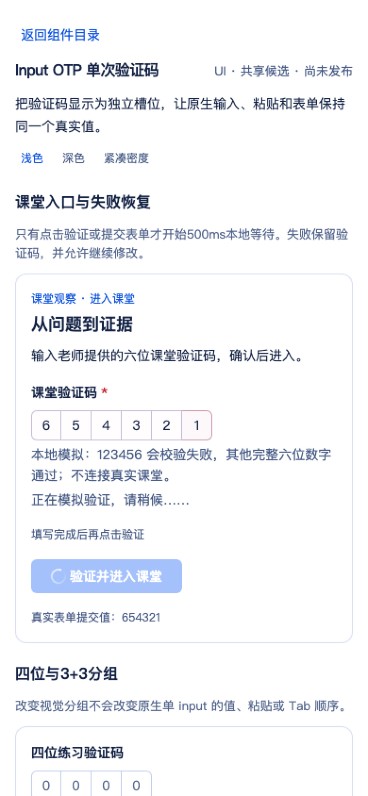 返回组件目录
Input OTP 单次验证码 UI · 共享候选 · 尚未发布
把验证码显示为独立槽位，让原生输入、粘贴和表单保持
同一个真实值。
浅色 深色 紧凑密度
课堂入口与失败恢复
只有点击验证或提交表单才开始500ms本地等待。失败保留验
证码，并允许继续修改。
课堂观察 · 进入课堂
从问题到证据
输入老师提供的六位课堂验证码，确认后进入。
课堂验证码 *
6 5 4 3 2 1
本地模拟：123456 会校验失败，其他完整六位数字
通过；不连接真实课堂。
正在模拟验证，请稍候……
填写完成后再点击验证
验证并进入课堂
真实表单提交值：654321
四位与3+3分组
改变视觉分组不会改变原生单 input 的值、粘贴或 Tab 顺序。
四位练习验证码
0 0 0 0